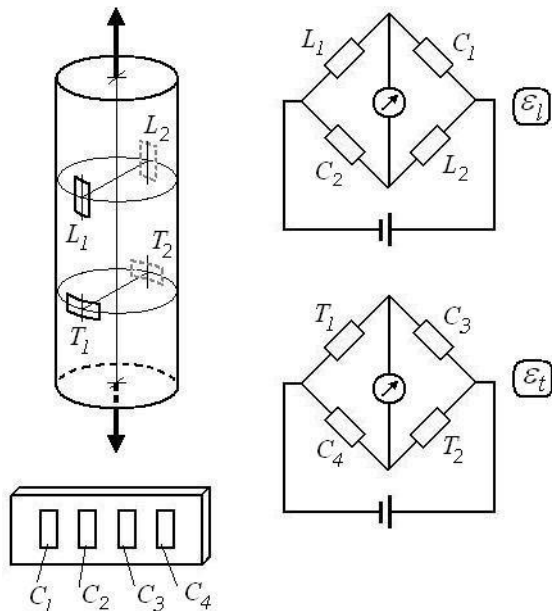 L₁
C₁
C₂
L₂
εₗ
L₂
L₁
T₂
T₁
T₁
C₃
C₄
T₂
εₜ
C₁ C₂ C₃ C₄